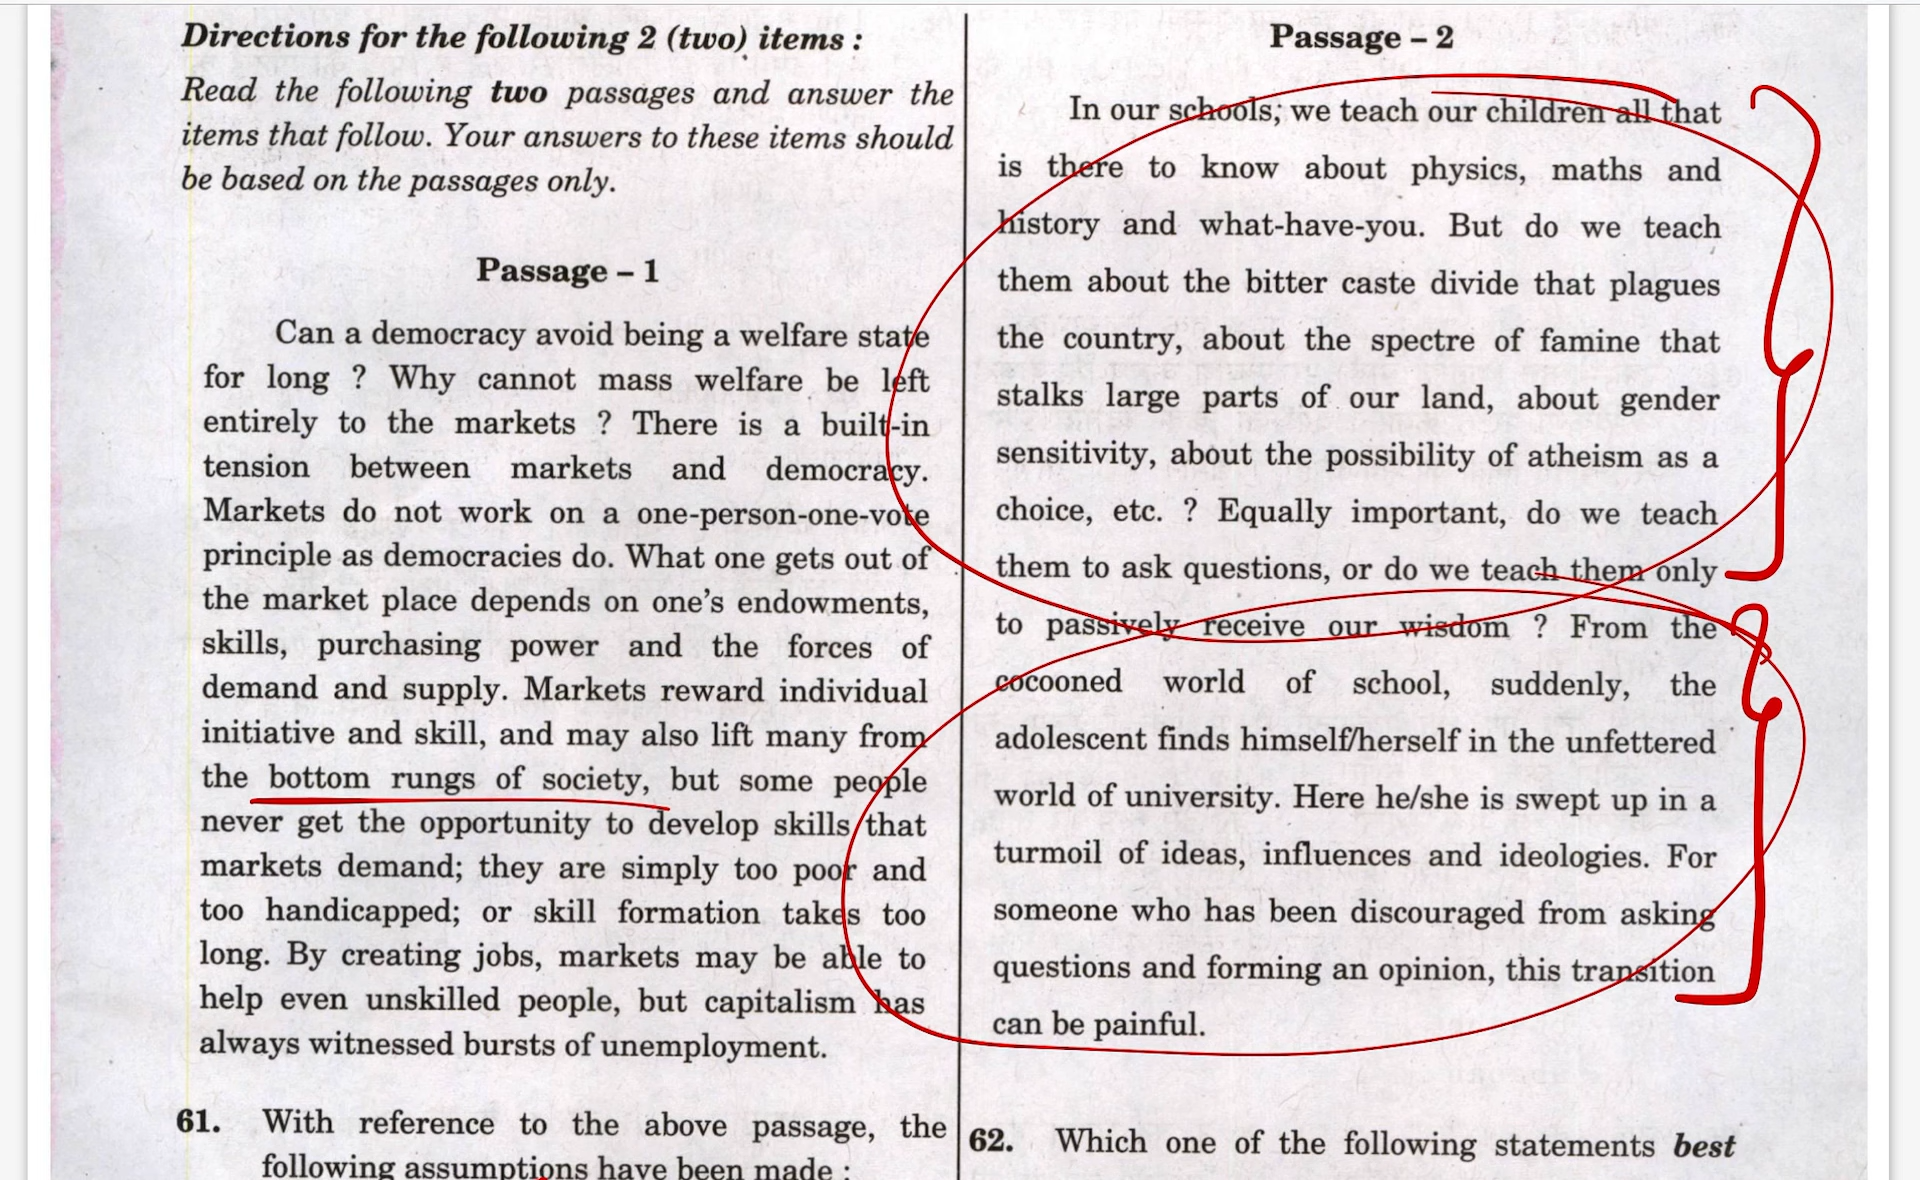 Directions for the following 2 (two) items :
Read the following two passages and answer the
items that follow. Your answers to these items should
be based on the passages only.
Passage – 1
Can a democracy avoid being a welfare state
for long ? Why cannot mass welfare be left
entirely to the markets ? There is a built-in
tension between markets and democracy.
Markets do not work on a one-person-one-vote
principle as democracies do. What one gets out of
the market place depends on one's endowments,
skills, purchasing power and the forces of
demand and supply. Markets reward individual
initiative and skill, and may also lift many from
the bottom rungs of society, but some people
never get the opportunity to develop skills that
markets demand; they are simply too poor and
too handicapped; or skill formation takes too
long. By creating jobs, markets may be able to
help even unskilled people, but capitalism has
always witnessed bursts of unemployment.
61. With reference to the above passage, the
following assumptions have been made :
Passage – 2
In our schools; we teach our children all that
is there to know about physics, maths and
history and what-have-you. But do we teach
them about the bitter caste divide that plagues
the country, about the spectre of famine that
stalks large parts of our land, about gender
sensitivity, about the possibility of atheism as a
choice, etc. ? Equally important, do we teach
them to ask questions, or do we teach them only
to passively receive our wisdom ? From the
cocooned world of school, suddenly, the
adolescent finds himself/herself in the unfettered
world of university. Here he/she is swept up in a
turmoil of ideas, influences and ideologies. For
someone who has been discouraged from asking
questions and forming an opinion, this transition
can be painful.
62. Which one of the following statements best